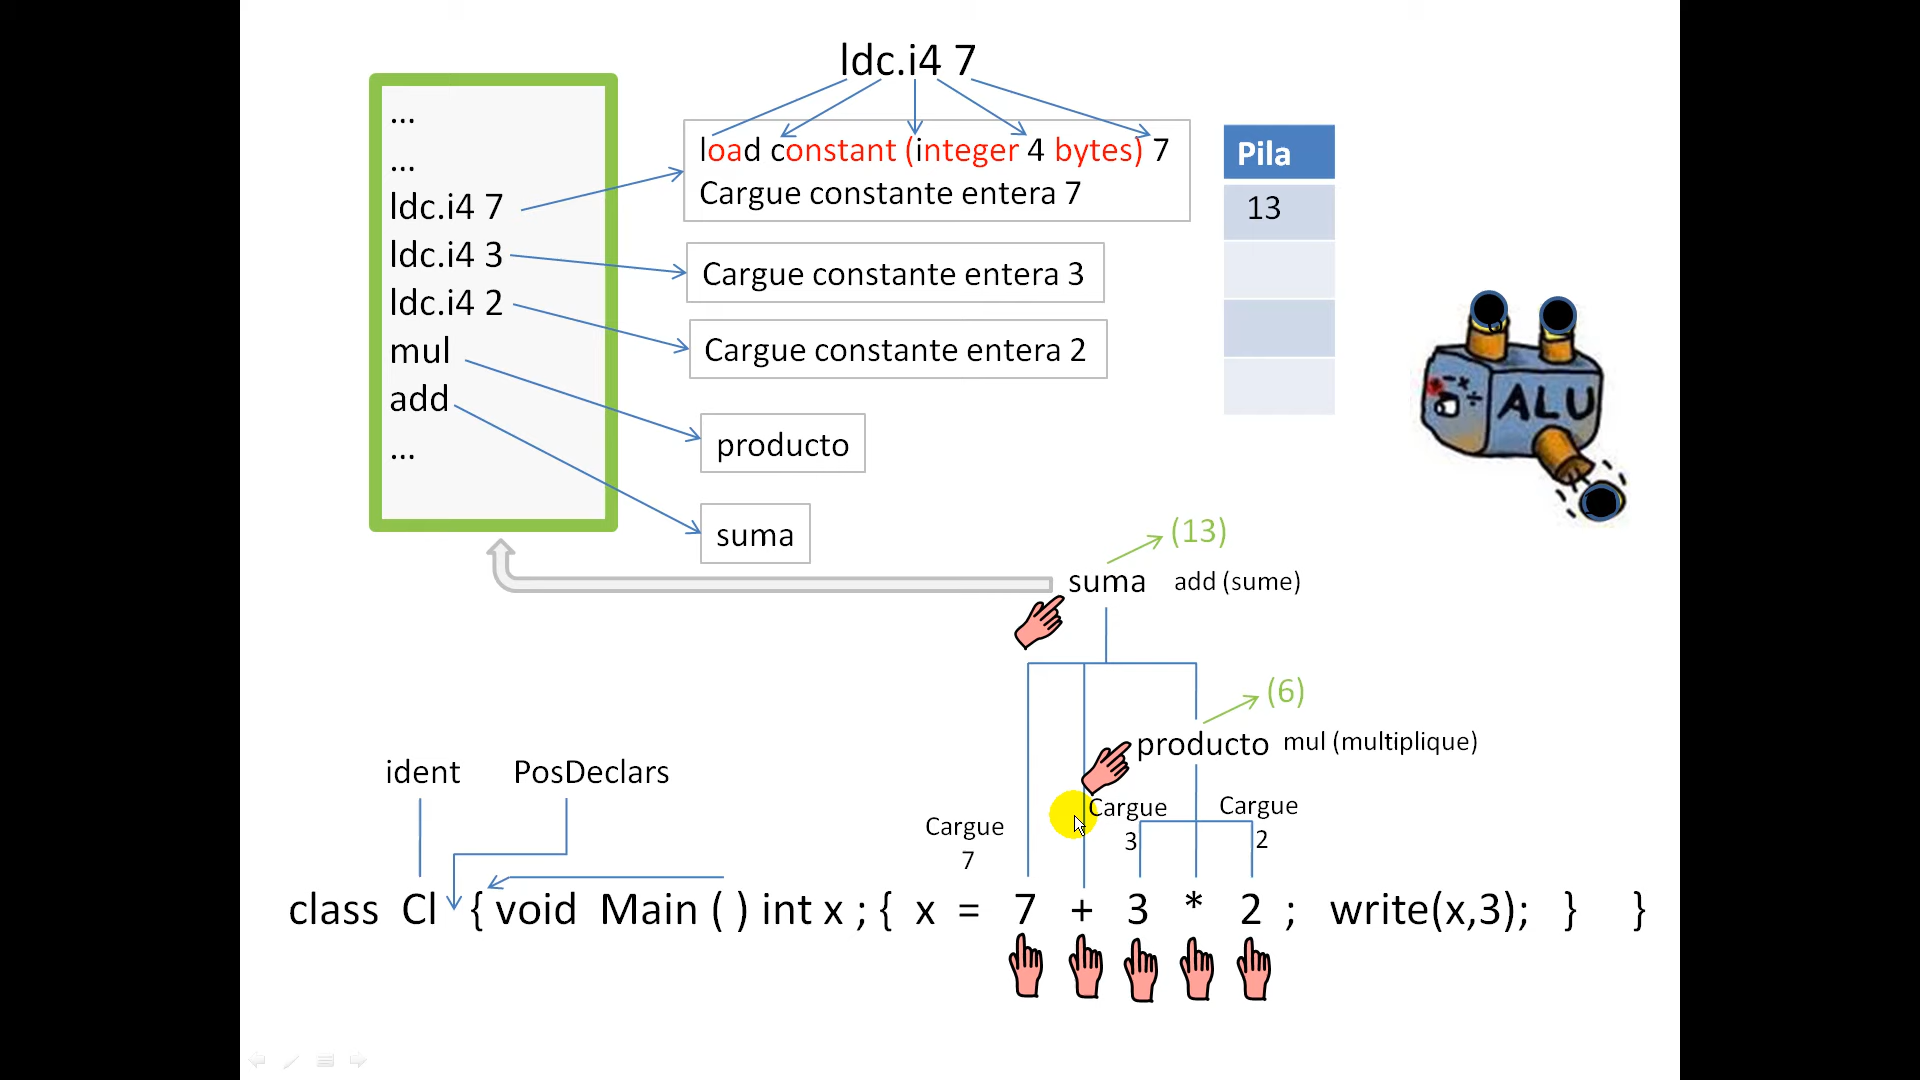 ldc.i4 7
...
...
ldc.i4 7
ldc.i4 3
ldc.i4 2
mul
add
...
load constant (integer 4 bytes) 7
Cargue constante entera 7
Cargue constante entera 3
Cargue constante entera 2
producto
suma
Pila
13
ALU
(13)
suma add (sume)
(6)
producto mul (multiplique)
ident PosDeclars
Cargue
7
Cargue
3
Cargue
2
class Cl { void Main ( ) int x ; { x = 7 + 3 * 2 ; write(x,3); } }